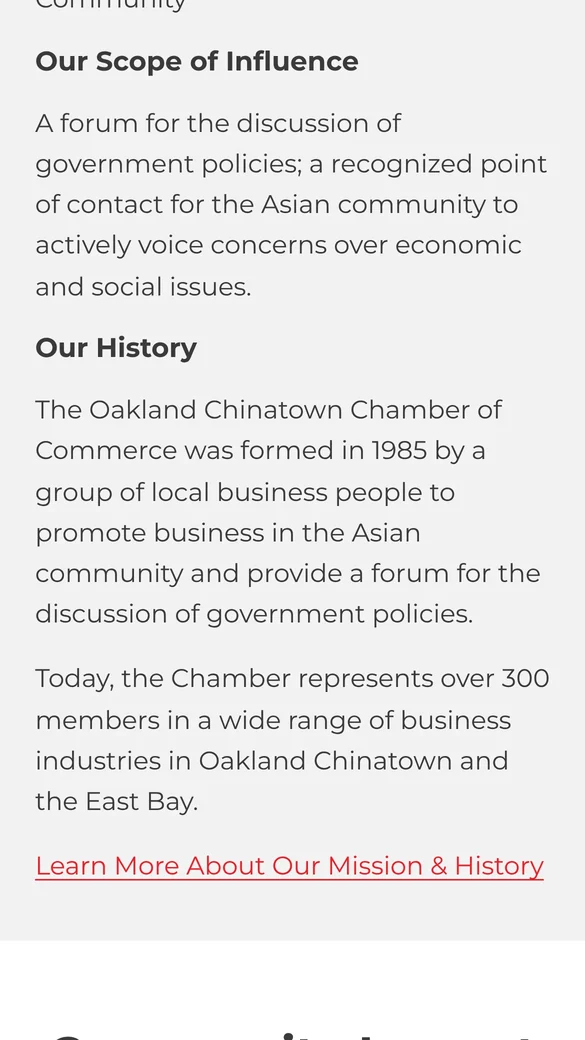 Community
Our Scope of Influence
A forum for the discussion of
government policies; a recognized point
of contact for the Asian community to
actively voice concerns over economic
and social issues.
Our History
The Oakland Chinatown Chamber of
Commerce was formed in 1985 by a
group of local business people to
promote business in the Asian
community and provide a forum for the
discussion of government policies.
Today, the Chamber represents over 300
members in a wide range of business
industries in Oakland Chinatown and
the East Bay.
Learn More About Our Mission & History